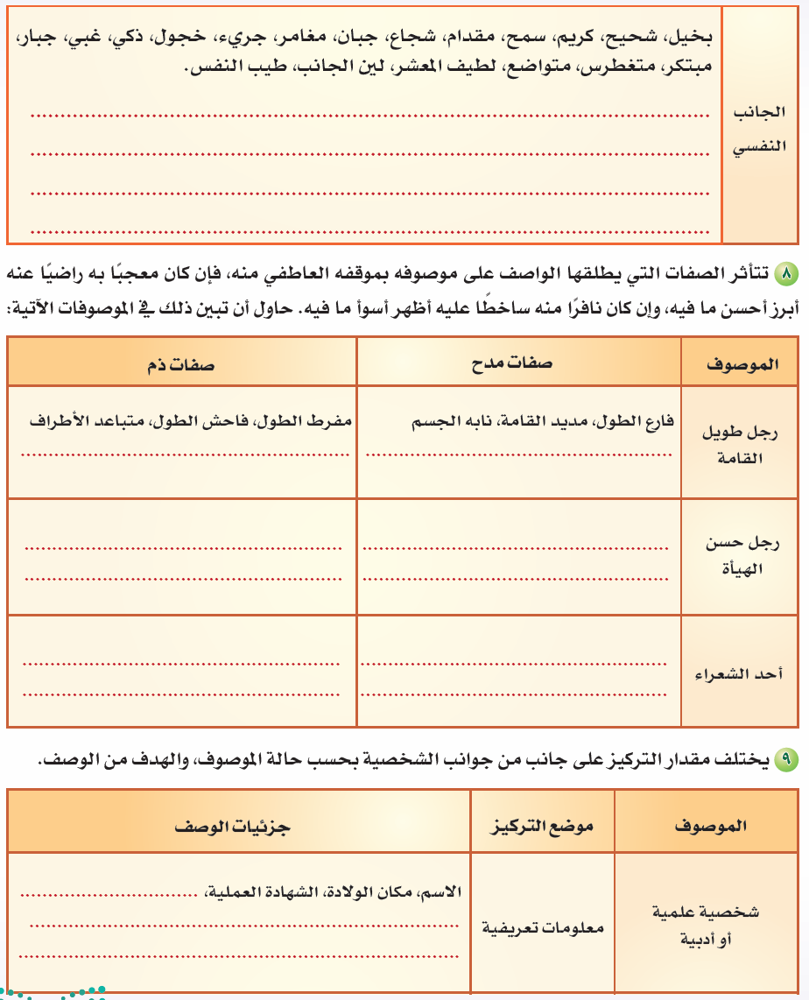 بخيل، شحيح، كريم، سمح، مقدام، شجاع، جبان، مغامر، جريء، خجول، ذكي، غبي، جبار،
مبتكر، متغطرس، متواضع، لطيف المعشر، لين الجانب، طيب النفس.
الجانب
النفسي
٨ تتأثر الصفات التي يطلقها الواصف على موصوفه بموقفه العاطفي منه، فإن كان معجبًا به راضيًا عنه
أبرز أحسن ما فيه، وإن كان نافرًا منه ساخطًا عليه أظهر أسوأ ما فيه. حاول أن تبين ذلك في الموصوفات الآتية:
الموصوف
صفات مدح
صفات ذم
رجل طويل
القامة
فارع الطول، مديد القامة، نابه الجسم
مفرط الطول، فاحش الطول، متباعد الأطراف
رجل حسن
الهيأة
أحد الشعراء
٩ يختلف مقدار التركيز على جانب من جوانب الشخصية بحسب حالة الموصوف، والهدف من الوصف.
الموصوف
موضع التركيز
جزئيات الوصف
شخصية علمية
أو أدبية
معلومات تعريفية
الاسم، مكان الولادة، الشهادة العملية،